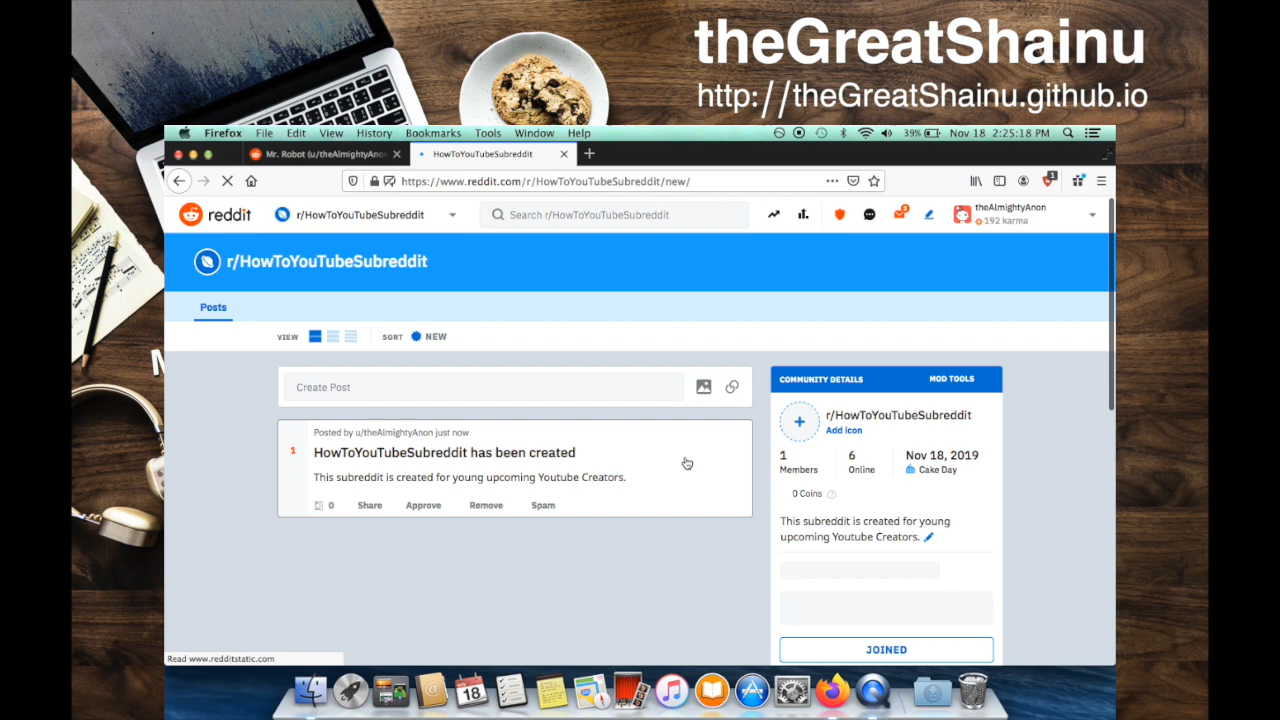 theGreatShainu
http://theGreatShainu.github.io
Firefox File Edit View History Bookmarks Tools Window Help 39% Nov 18 2:25:18 PM
Mr. Robot (u/theAlmightyAnon HowToYouTubeSubreddit
https://www.reddit.com/r/HowToYouTubeSubreddit/new/ 1
reddit r/HowToYouTubeSubreddit Search r/HowToYouTubeSubreddit theAlmightyAnon
192 karma
r/HowToYouTubeSubreddit
Posts
VIEW SORT NEW
Create Post
COMMUNITY DETAILS MOD TOOLS
r/HowToYouTubeSubreddit
Add icon
Posted by u/theAlmightyAnon just now
1 HowToYouTubeSubreddit has been created
This subreddit is created for young upcoming Youtube Creators.
0 Share Approve Remove Spam
1 6 Nov 18, 2019
Members Online Cake Day
0 Coins
This subreddit is created for young
upcoming Youtube Creators.
JOINED
Read www.redditstatic.com
18